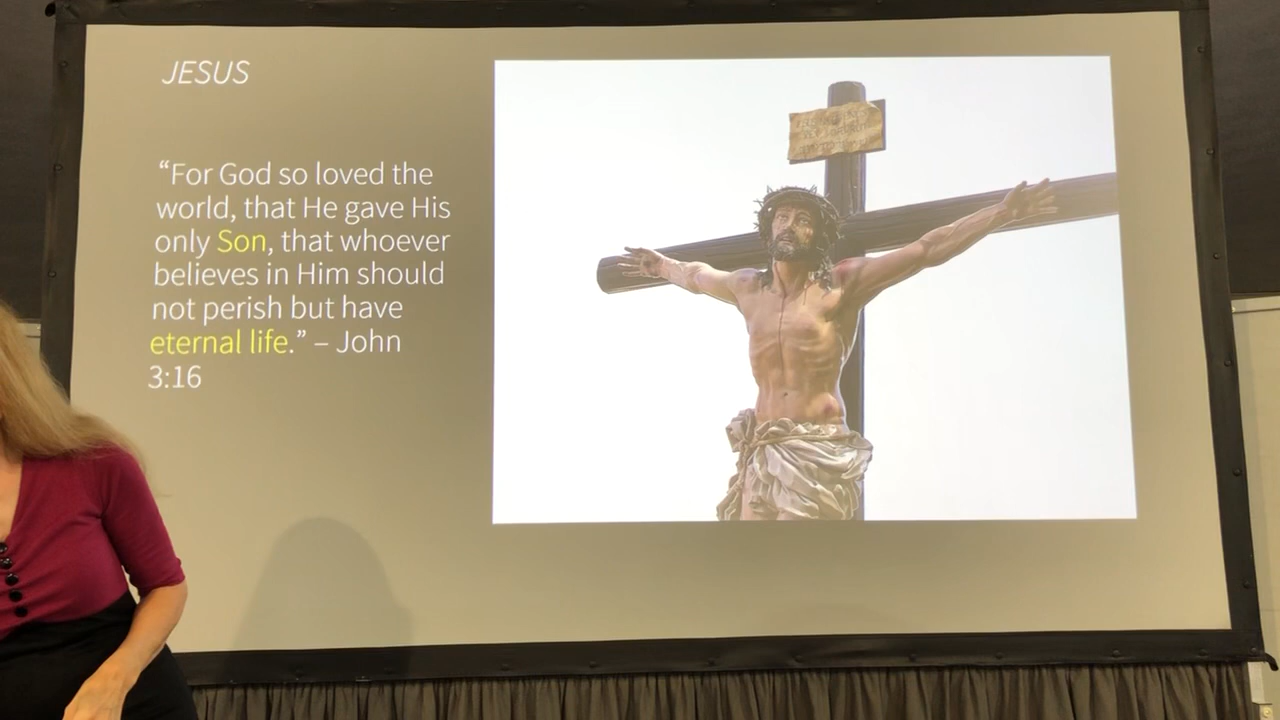 JESUS
“For God so loved the
world, that He gave His
only Son, that whoever
believes in Him should
not perish but have
eternal life.” – John
3:16